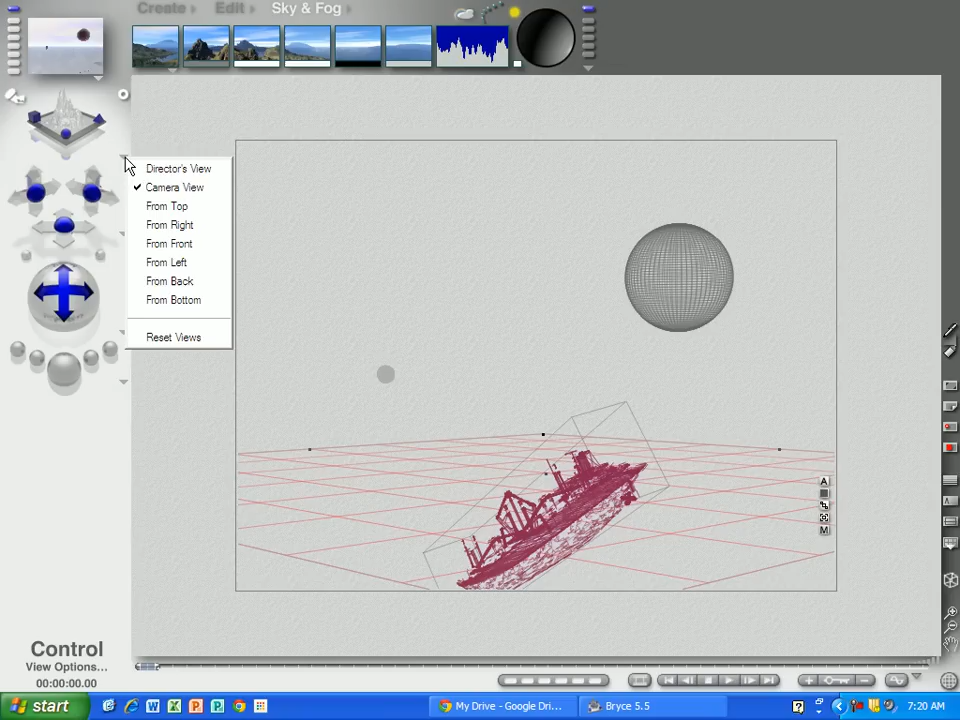 Create
Edit
Sky & Fog
Director's View
Camera View
From Top
From Right
From Front
From Left
From Back
From Bottom
Reset Views
A
M
Control
View Options...
00:00:00.00
start
My Drive - Google Dri...
Bryce 5.5
7:20 AM